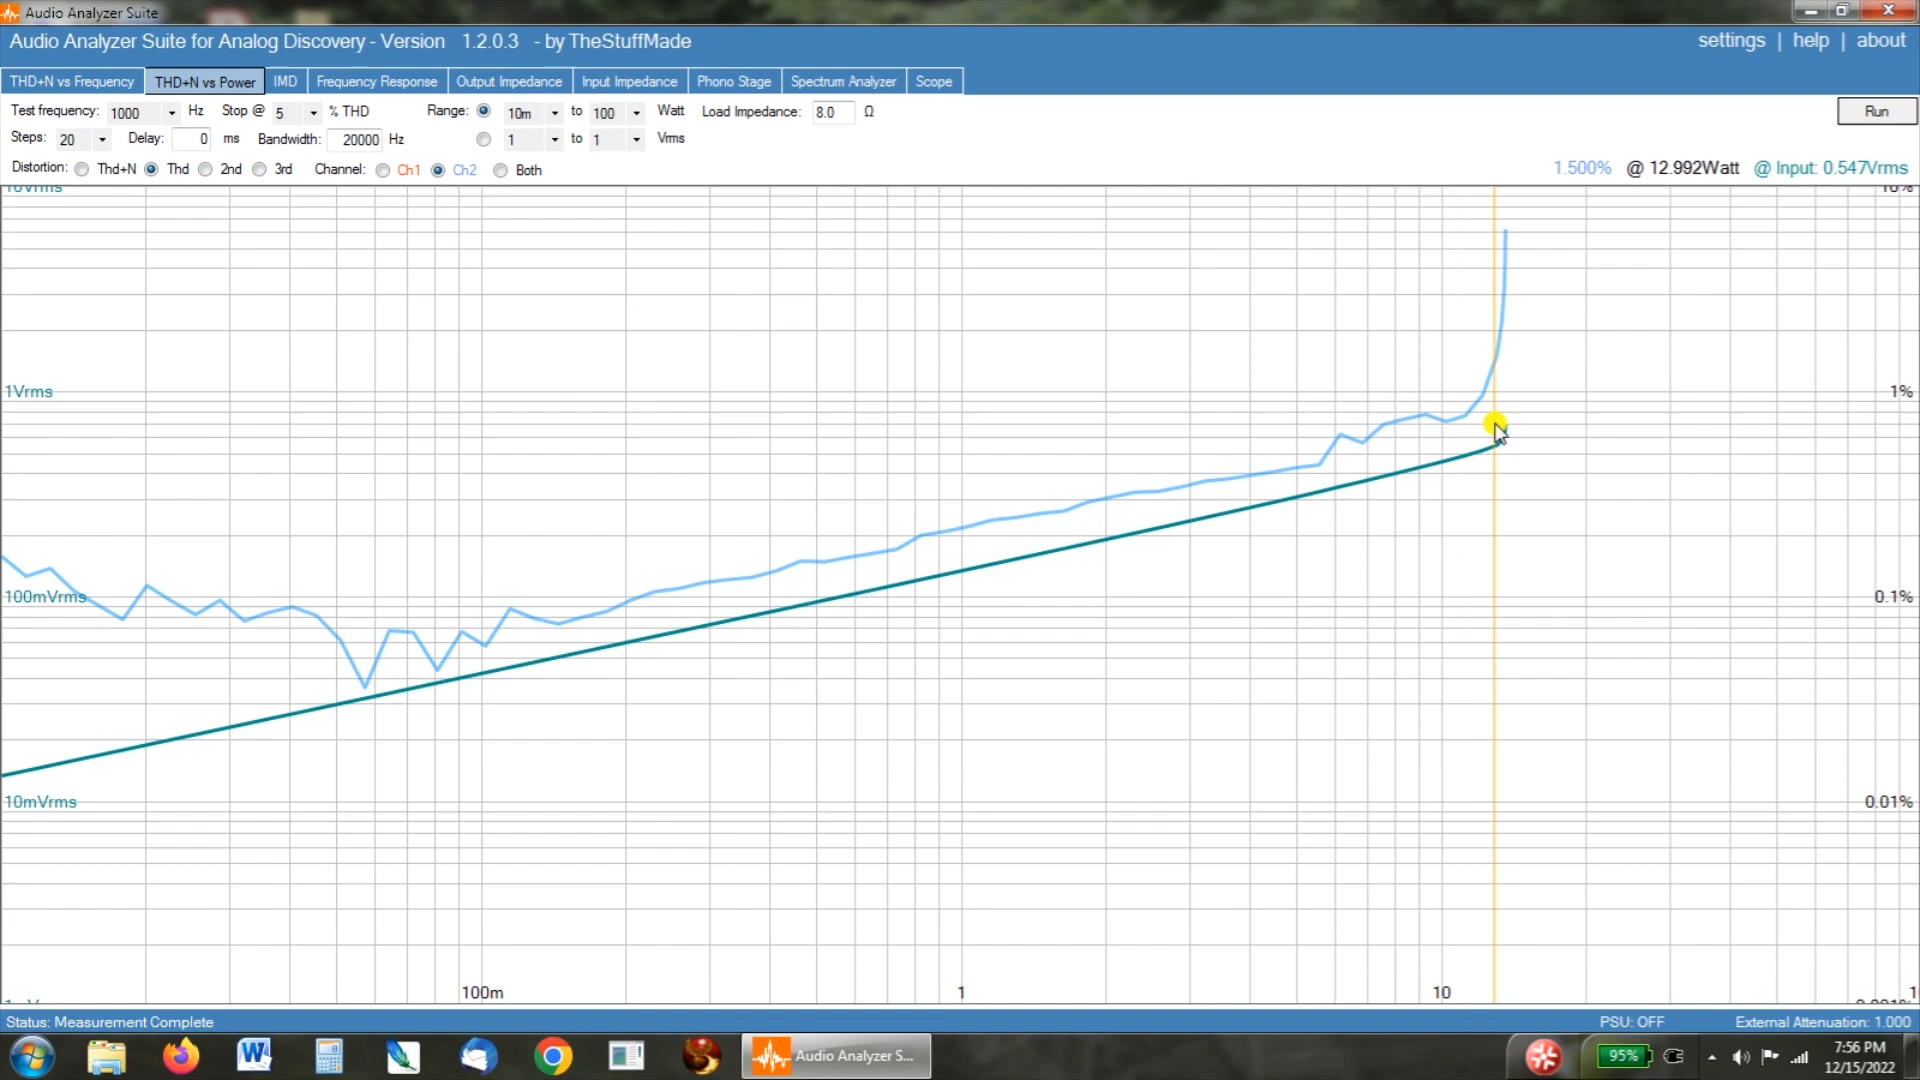 Audio Analyzer Suite
Audio Analyzer Suite for Analog Discovery - Version 1.2.0.3 - by TheStuffMade
settings | help | about
THD+N vs Frequency THD+N vs Power IMD Frequency Response Output Impedance Input Impedance Phono Stage Spectrum Analyzer Scope
Test frequency: 1000 Hz Stop @ 5 % THD Range: 10m to 100 Watt Load Impedance: 8.0 Ω Run
Steps: 20 Delay: 0 ms Bandwidth: 20000 Hz 1 to 1 Vrms
Distortion: Thd+N Thd 2nd 3rd Channel: Ch1 Ch2 Both
1.500% @ 12.992Watt @ Input: 0.547Vrms
10Vrms 10%
1Vrms 1%
100mVrms 0.1%
10mVrms 0.01%
100m 1 10
Status: Measurement Complete PSU: OFF External Attenuation: 1.000
Audio Analyzer S...
95%
7:56 PM
12/15/2022